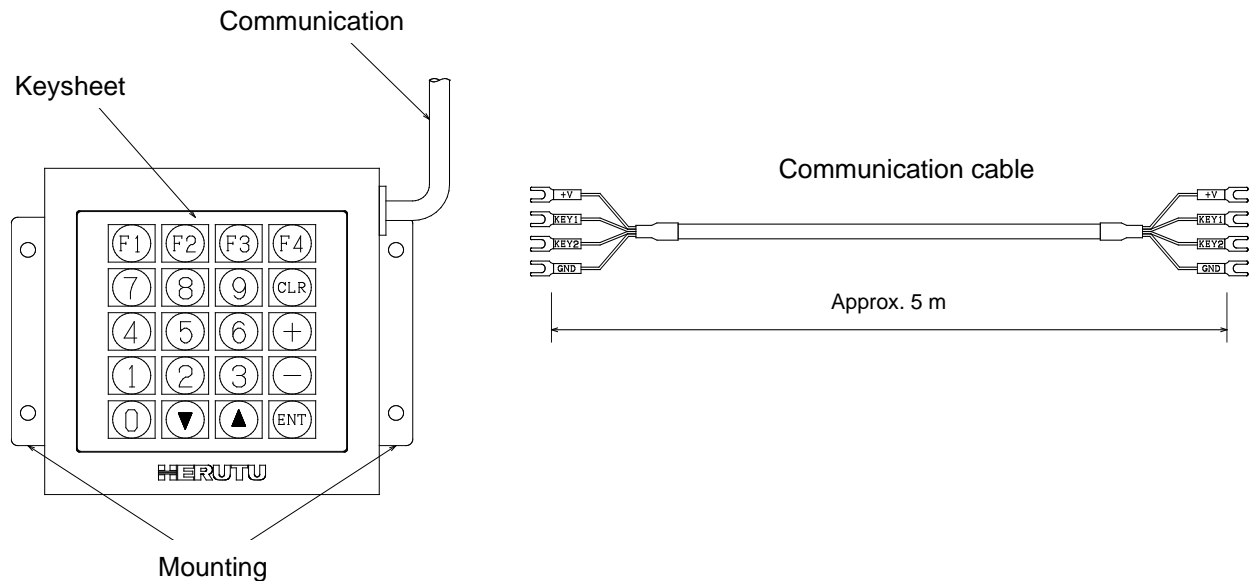 Communication
Keysheet
F1 F2 F3 F4
7 8 9 CLR
4 5 6 +
1 2 3 −
0 ▼ ▲ ENT
HERUTU
Mounting
Communication cable
+V +V
KEY1 KEY1
KEY2 KEY2
GND GND
Approx. 5 m